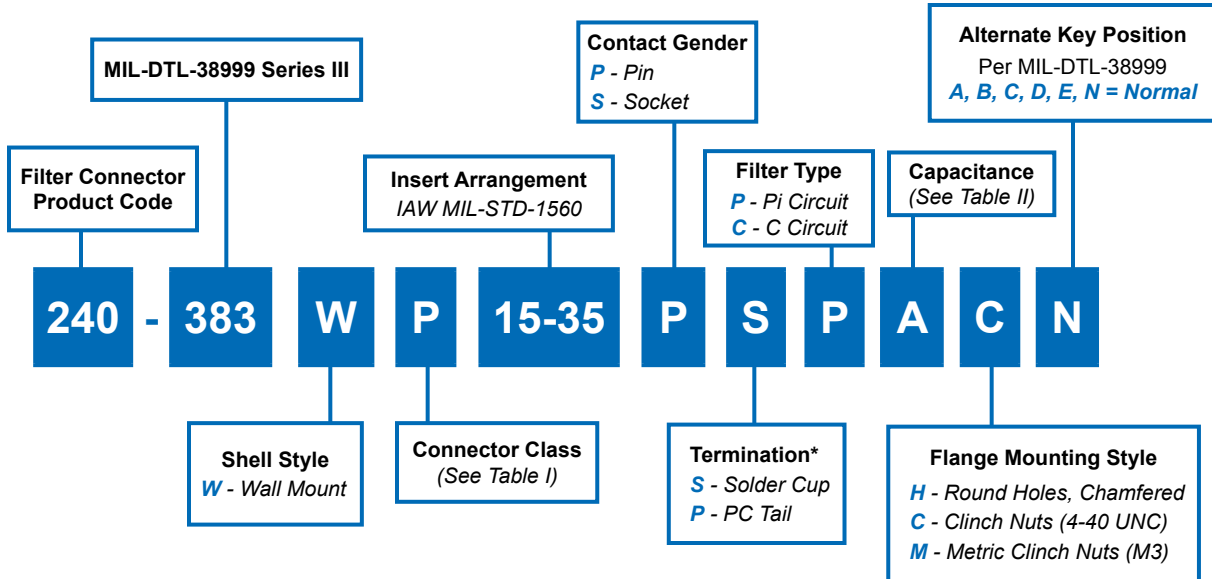 Contact Gender
P - Pin
S - Socket
Alternate Key Position
Per MIL-DTL-38999
A, B, C, D, E, N = Normal
MIL-DTL-38999 Series III
Filter Connector
Product Code
Insert Arrangement
IAW MIL-STD-1560
Filter Type
P - Pi Circuit
C - C Circuit
Capacitance
(See Table II)
240 - 383 W P 15-35 P S P A C N
Shell Style
W - Wall Mount
Connector Class
(See Table I)
Termination*
S - Solder Cup
P - PC Tail
Flange Mounting Style
H - Round Holes, Chamfered
C - Clinch Nuts (4-40 UNC)
M - Metric Clinch Nuts (M3)